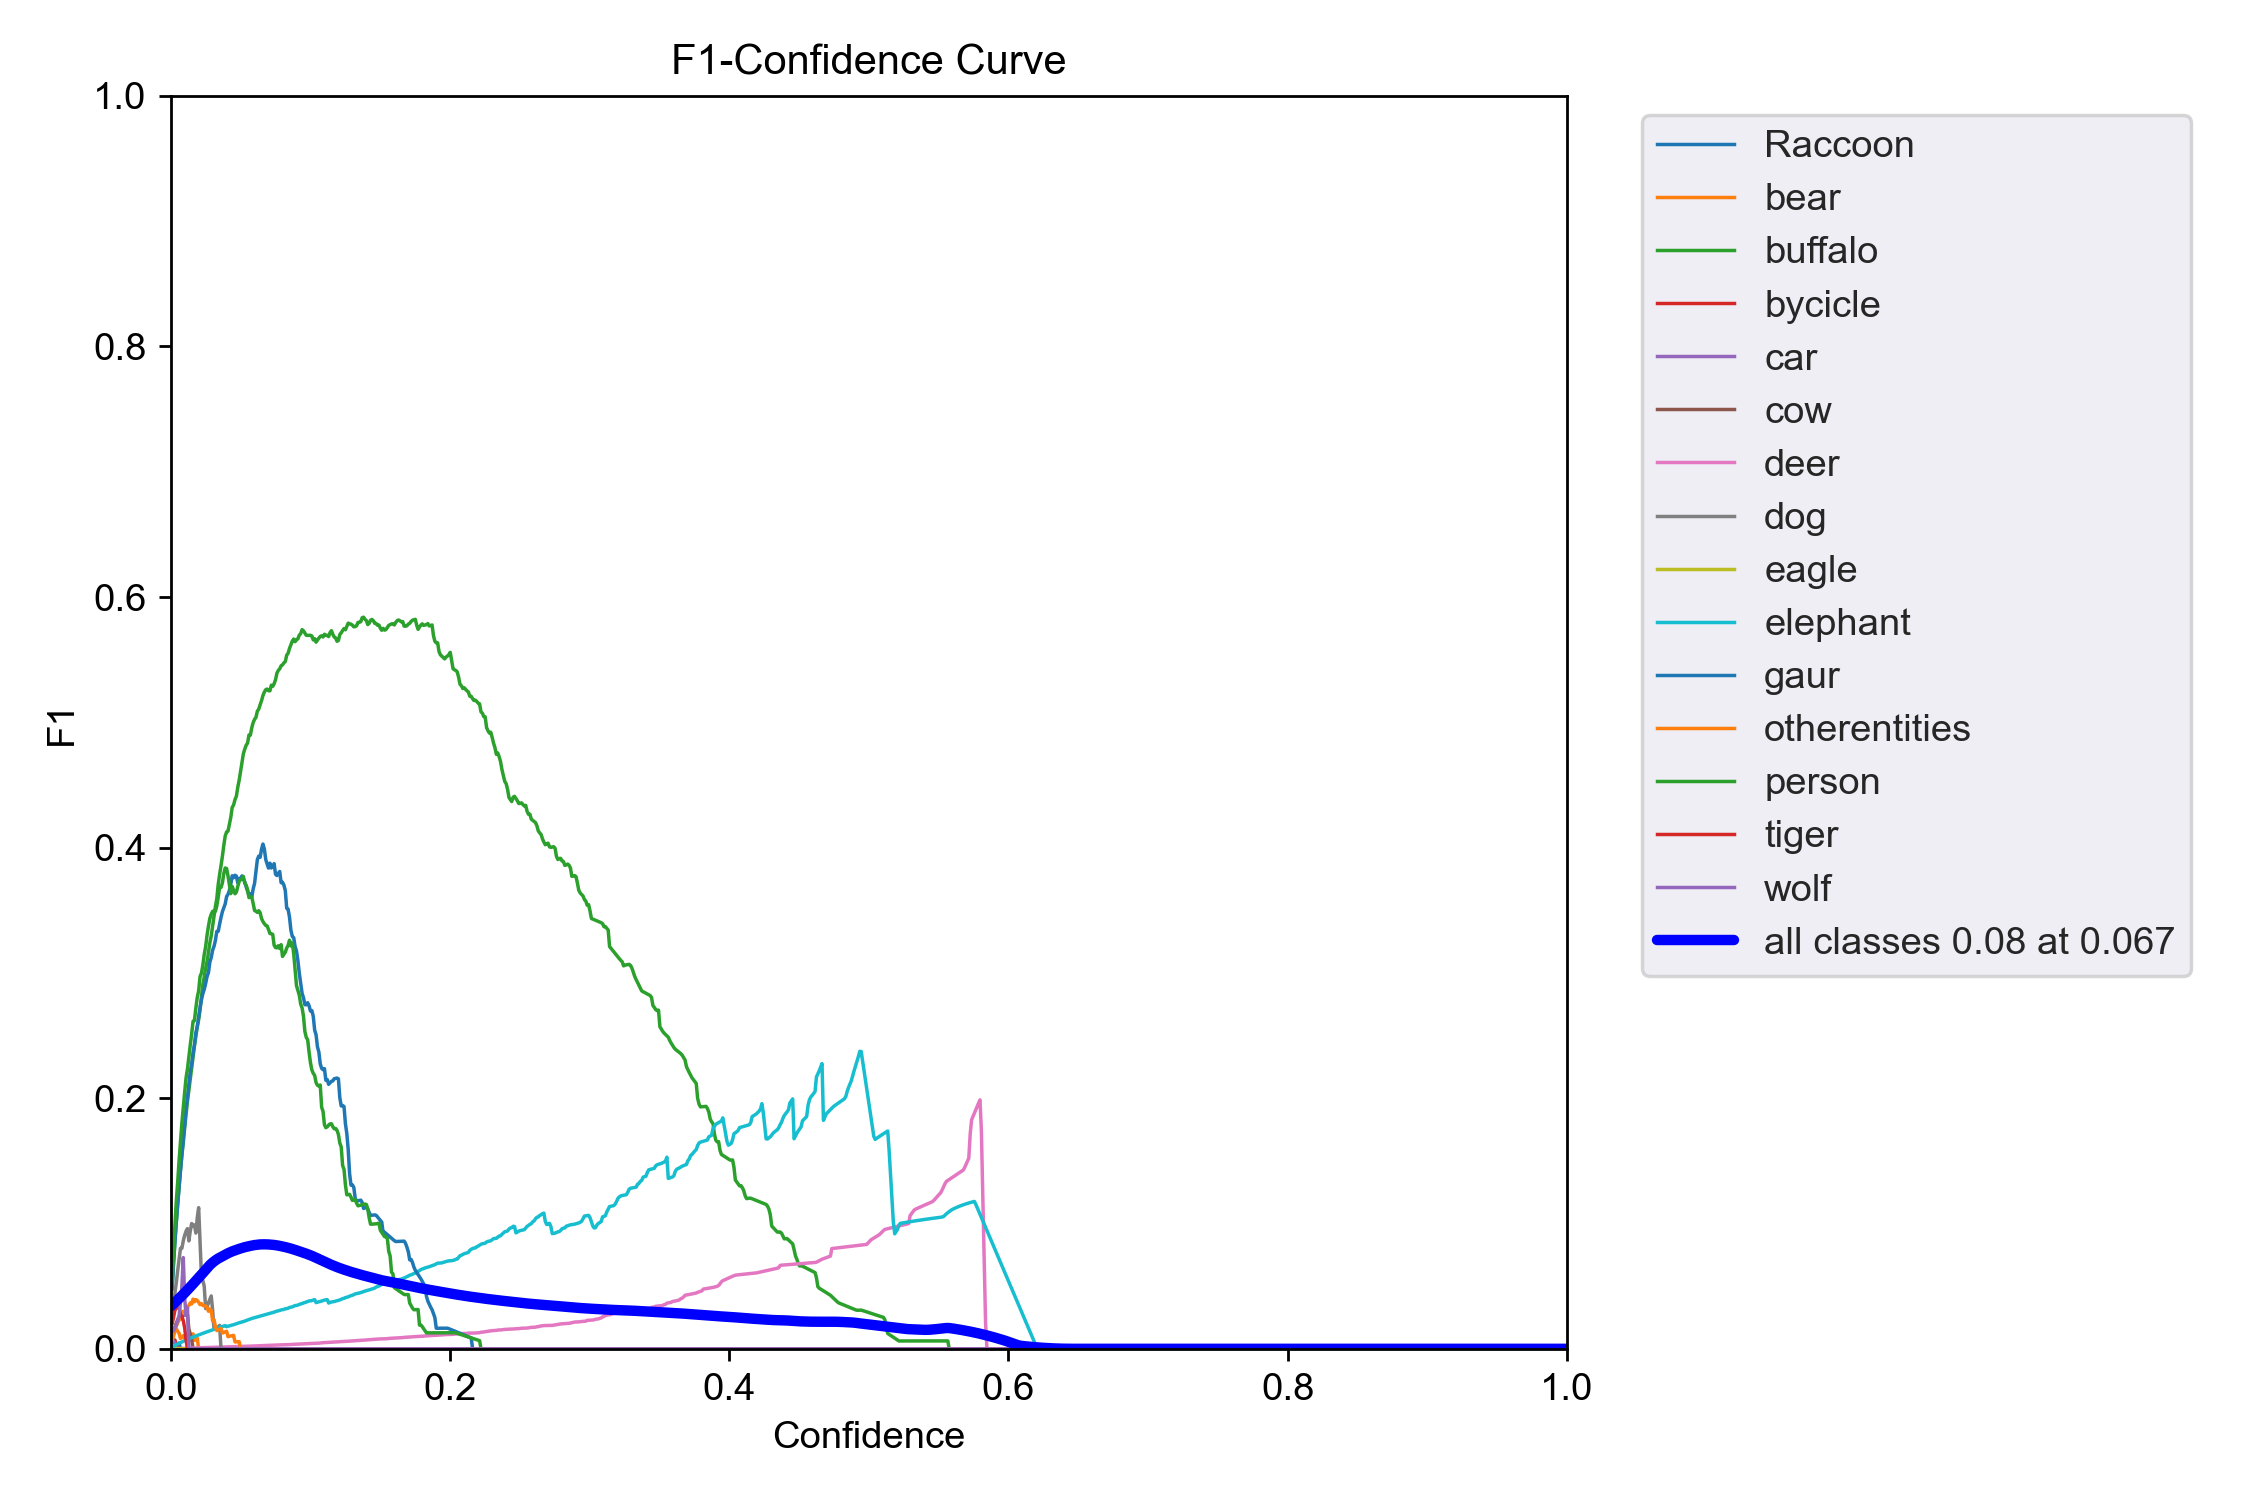 F1-Confidence Curve
1.0
0.8
0.6
0.4
0.2
0.0
F1
0.0 0.2 0.4 0.6 0.8 1.0
Confidence
Raccoon
bear
buffalo
bycicle
car
cow
deer
dog
eagle
elephant
gaur
otherentities
person
tiger
wolf
all classes 0.08 at 0.067